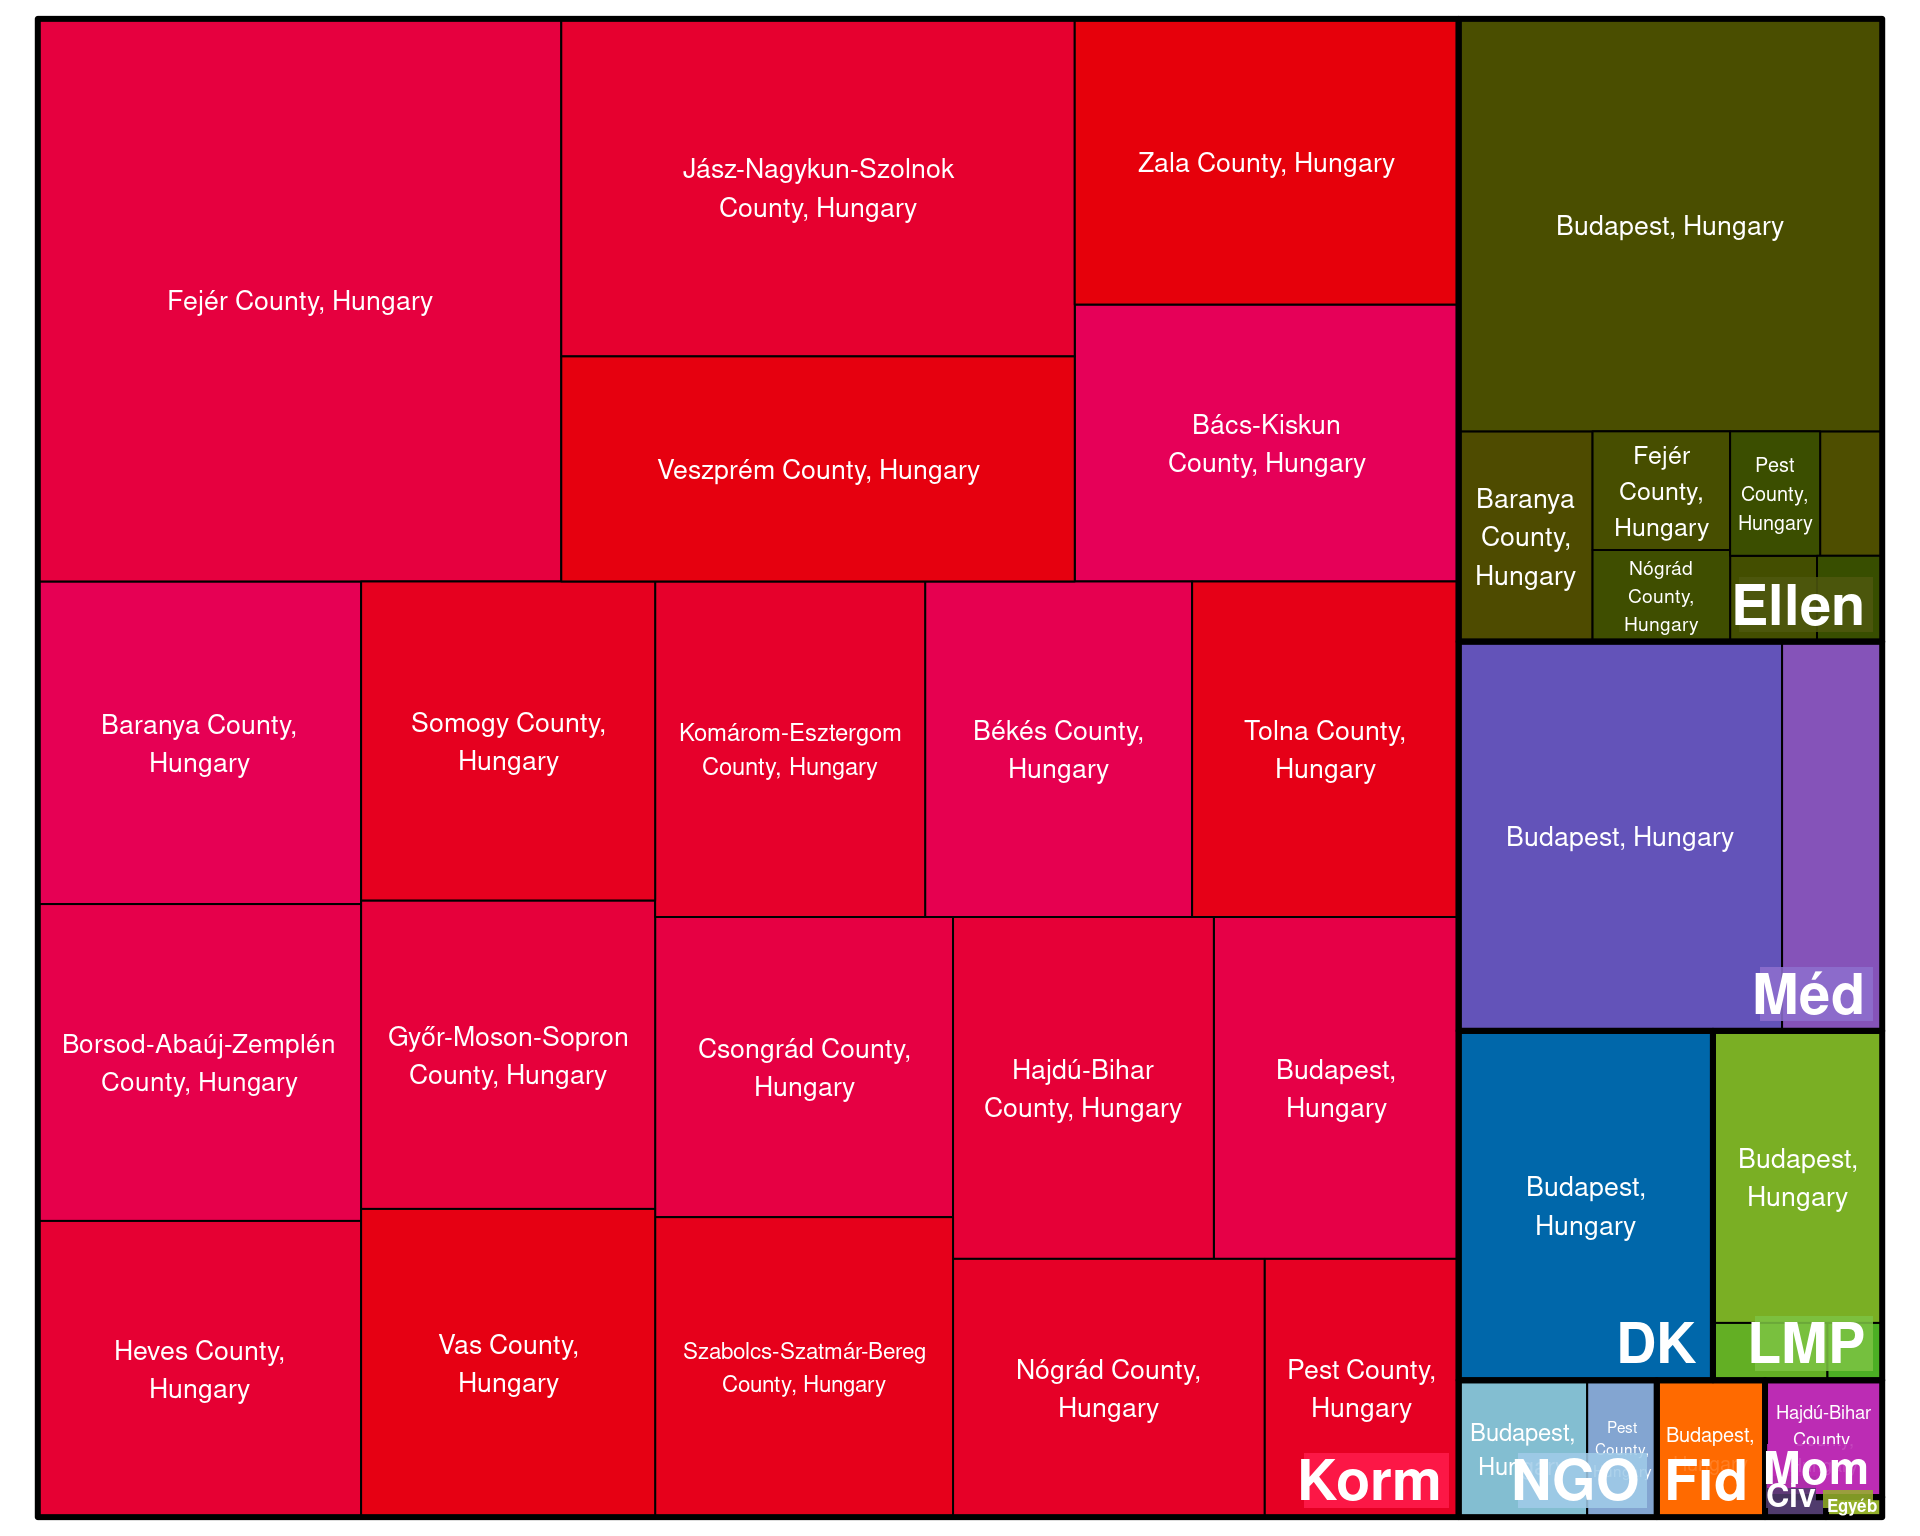 Fejér County, Hungary
Jász-Nagykun-Szolnok
County, Hungary
Veszprém County, Hungary
Zala County, Hungary
Bács-Kiskun
County, Hungary
Baranya County,
Hungary
Somogy County,
Hungary
Komárom-Esztergom
County, Hungary
Békés County,
Hungary
Tolna County,
Hungary
Borsod-Abaúj-Zemplén
County, Hungary
Győr-Moson-Sopron
County, Hungary
Csongrád County,
Hungary
Hajdú-Bihar
County, Hungary
Budapest,
Hungary
Heves County,
Hungary
Vas County,
Hungary
Szabolcs-Szatmár-Bereg
County, Hungary
Nógrád County,
Hungary
Pest County,
Hungary
Korm
Budapest, Hungary
Baranya
County,
Hungary
Fejér
County,
Hungary
Nógrád
County,
Hungary
Pest
County,
Hungary
Ellen
Budapest, Hungary
Méd
Budapest,
Hungary
DK
Budapest,
Hungary
LMP
Budapest,
Pest
County,
NGO
Budapest,
Fid
Hajdú-Bihar
County,
Mom
Civ
Egyéb